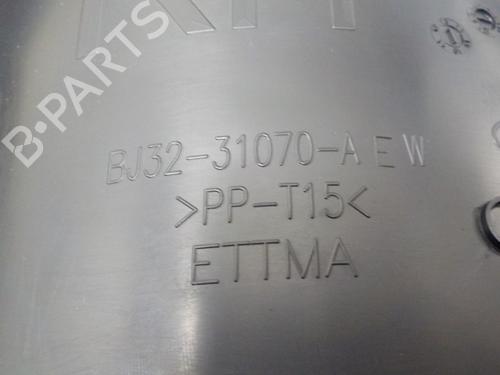 BJ32-31070-A E W
>PP-T15<
ETTMA
B-PARTS